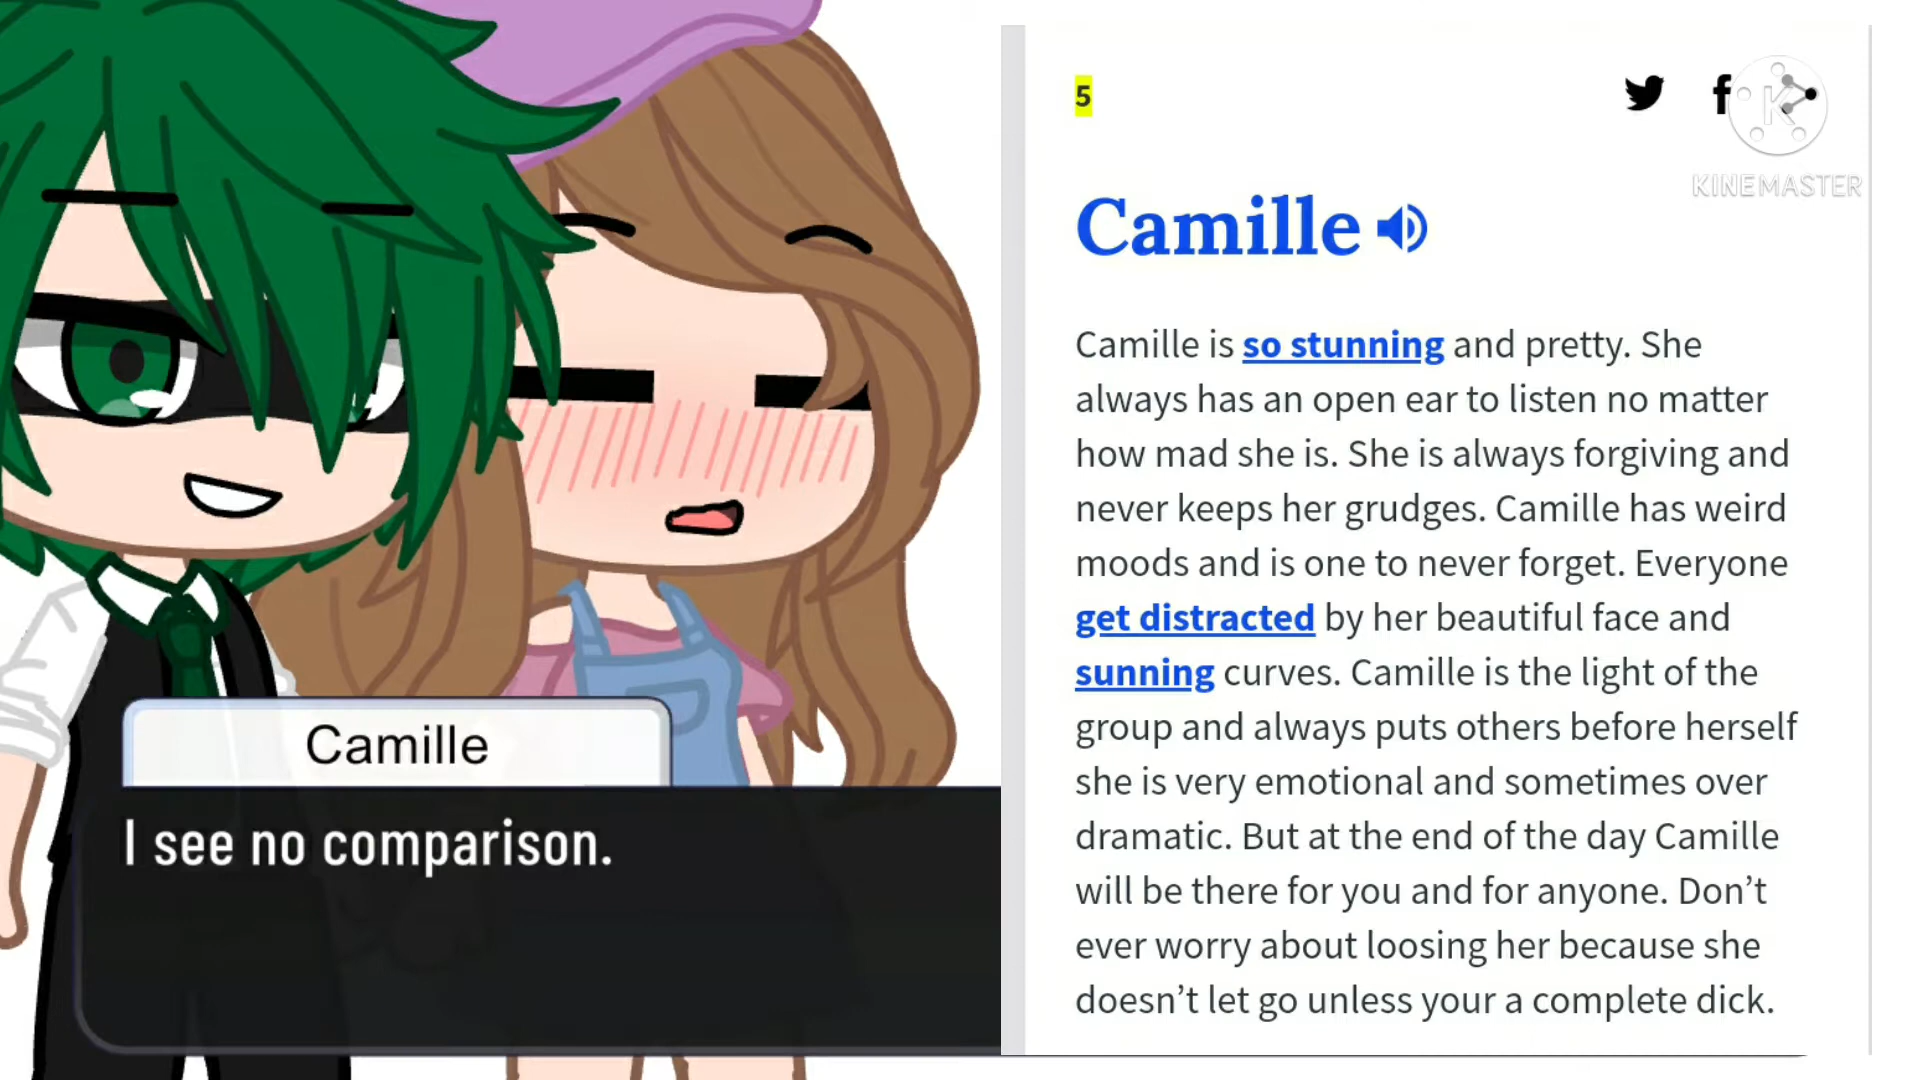 Camille
I see no comparison.
5
f
K
KINEMASTER
Camille
Camille is so stunning and pretty. She
always has an open ear to listen no matter
how mad she is. She is always forgiving and
never keeps her grudges. Camille has weird
moods and is one to never forget. Everyone
get distracted by her beautiful face and
sunning curves. Camille is the light of the
group and always puts others before herself
she is very emotional and sometimes over
dramatic. But at the end of the day Camille
will be there for you and for anyone. Don’t
ever worry about loosing her because she
doesn’t let go unless your a complete dick.